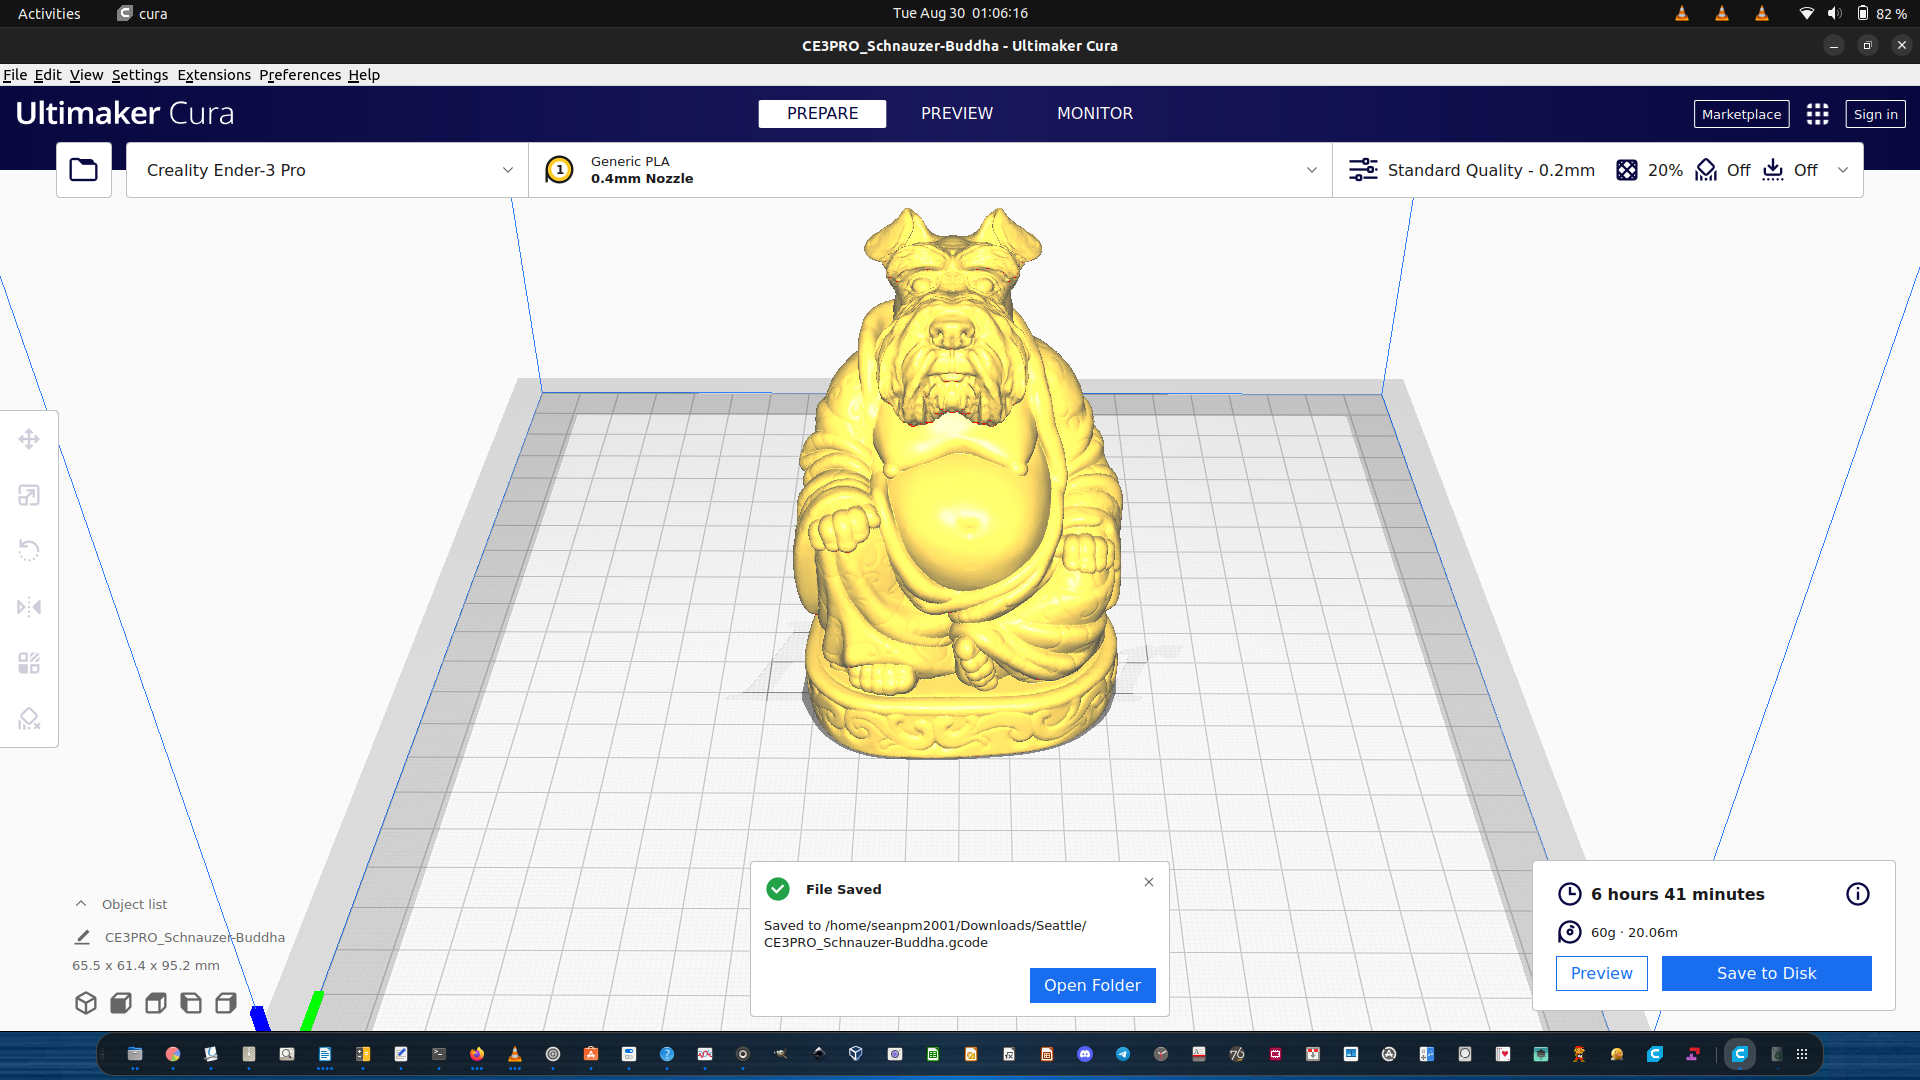 Activities cura Tue Aug 30 01:06:16 82 %
CE3PRO_Schnauzer-Buddha - Ultimaker Cura
File Edit View Settings Extensions Preferences Help
Ultimaker Cura PREPARE PREVIEW MONITOR Marketplace Sign in
Creality Ender-3 Pro
1
Generic PLA
0.4mm Nozzle
Standard Quality - 0.2mm 20% Off Off
File Saved
Saved to /home/seanpm2001/Downloads/Seattle/
CE3PRO_Schnauzer-Buddha.gcode
Open Folder
Object list
CE3PRO_Schnauzer-Buddha
65.5 x 61.4 x 95.2 mm
6 hours 41 minutes
60g · 20.06m
Preview Save to Disk